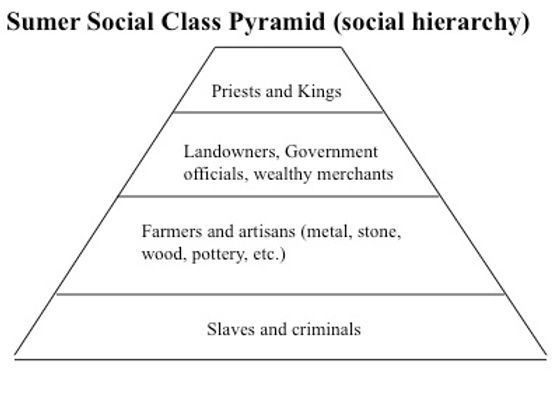 Sumer Social Class Pyramid (social hierarchy)
Priests and Kings
Landowners, Government
officials, wealthy merchants
Farmers and artisans (metal, stone,
wood, pottery, etc.)
Slaves and criminals